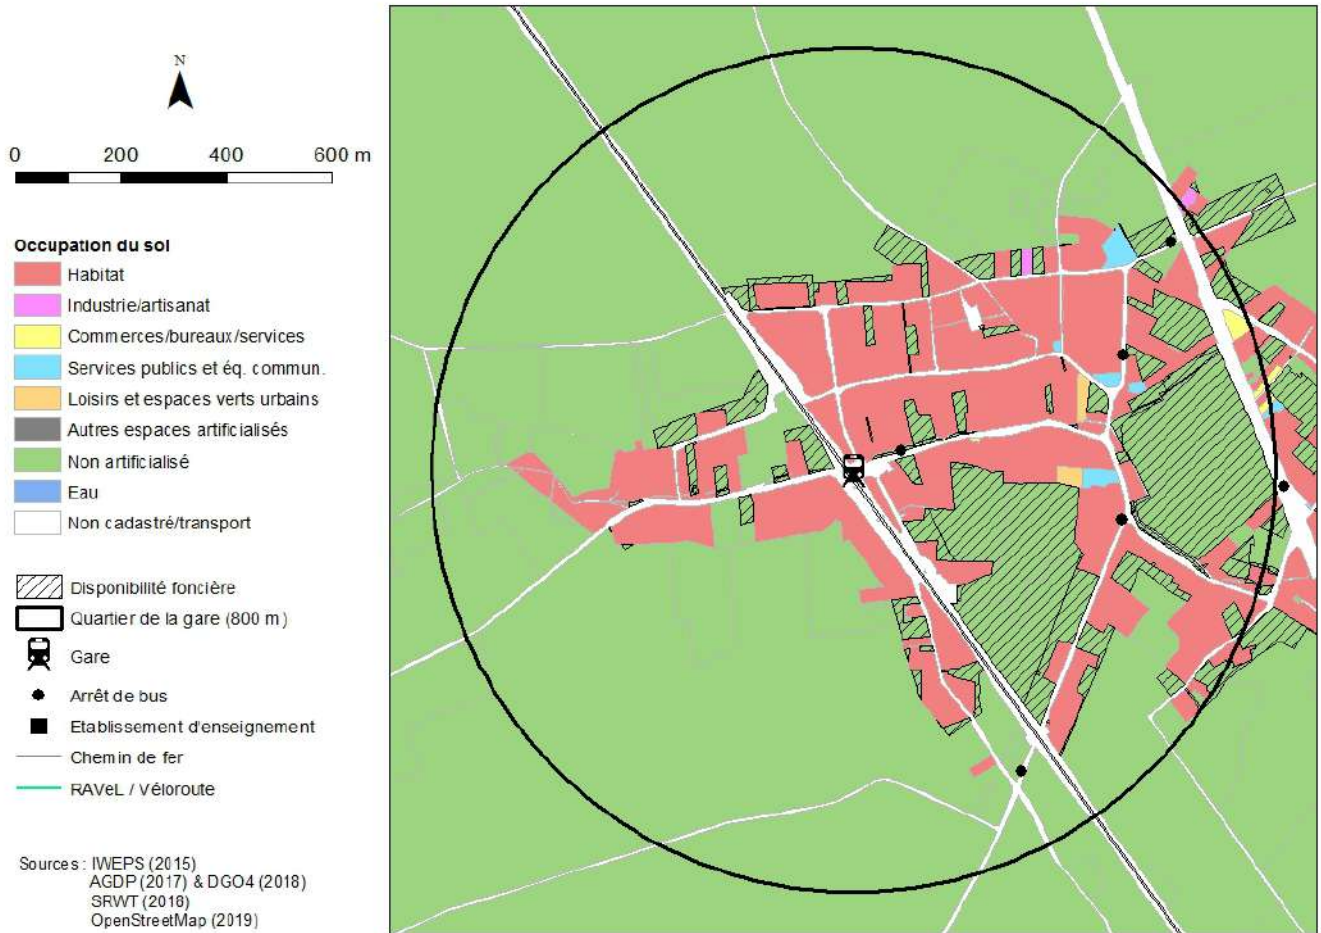 N
0 200 400 600 m
Occupation du sol
Habitat
Industrie/artisanat
Commerces/bureaux/services
Services publics et éq. commun.
Loisirs et espaces verts urbains
Autres espaces artificialisés
Non artificialisé
Eau
Non cadastré/transport
Disponibilité foncière
Quartier de la gare (800 m)
Gare
Arrêt de bus
Etablissement d'enseignement
Chemin de fer
RAVeL / Véloroute
Sources : IWEPS (2015)
AGDP (2017) & DGO4 (2018)
SRWT (2018)
OpenStreetMap (2019)